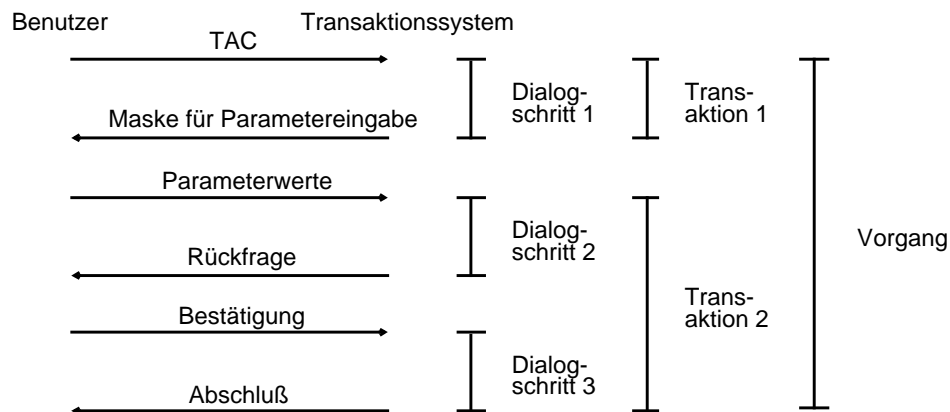 Benutzer
Transaktionssystem
TAC
Dialog-
schritt 1
Trans-
aktion 1
Maske für Parametereingabe
Parameterwerte
Dialog-
schritt 2
Rückfrage
Vorgang
Bestätigung
Trans-
aktion 2
Dialog-
schritt 3
Abschluß